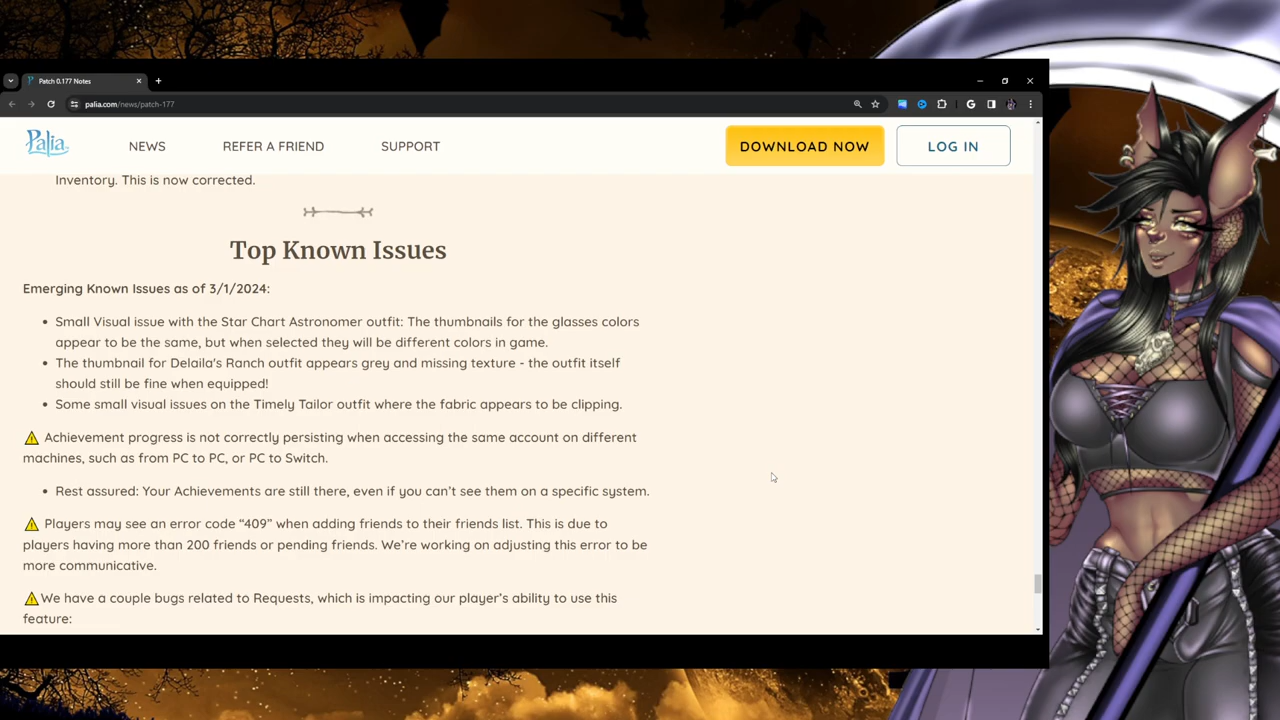 Patch 0.177 Notes
palia.com/news/patch-177
Palia
NEWS
REFER A FRIEND
SUPPORT
DOWNLOAD NOW
LOG IN
Inventory. This is now corrected.
Top Known Issues
Emerging Known Issues as of 3/1/2024:
• Small Visual issue with the Star Chart Astronomer outfit: The thumbnails for the glasses colors
appear to be the same, but when selected they will be different colors in game.
• The thumbnail for Delaila's Ranch outfit appears grey and missing texture - the outfit itself
should still be fine when equipped!
• Some small visual issues on the Timely Tailor outfit where the fabric appears to be clipping.
⚠️ Achievement progress is not correctly persisting when accessing the same account on different
machines, such as from PC to PC, or PC to Switch.
• Rest assured: Your Achievements are still there, even if you can’t see them on a specific system.
⚠️ Players may see an error code “409” when adding friends to their friends list. This is due to
players having more than 200 friends or pending friends. We’re working on adjusting this error to be
more communicative.
⚠️We have a couple bugs related to Requests, which is impacting our player’s ability to use this
feature: